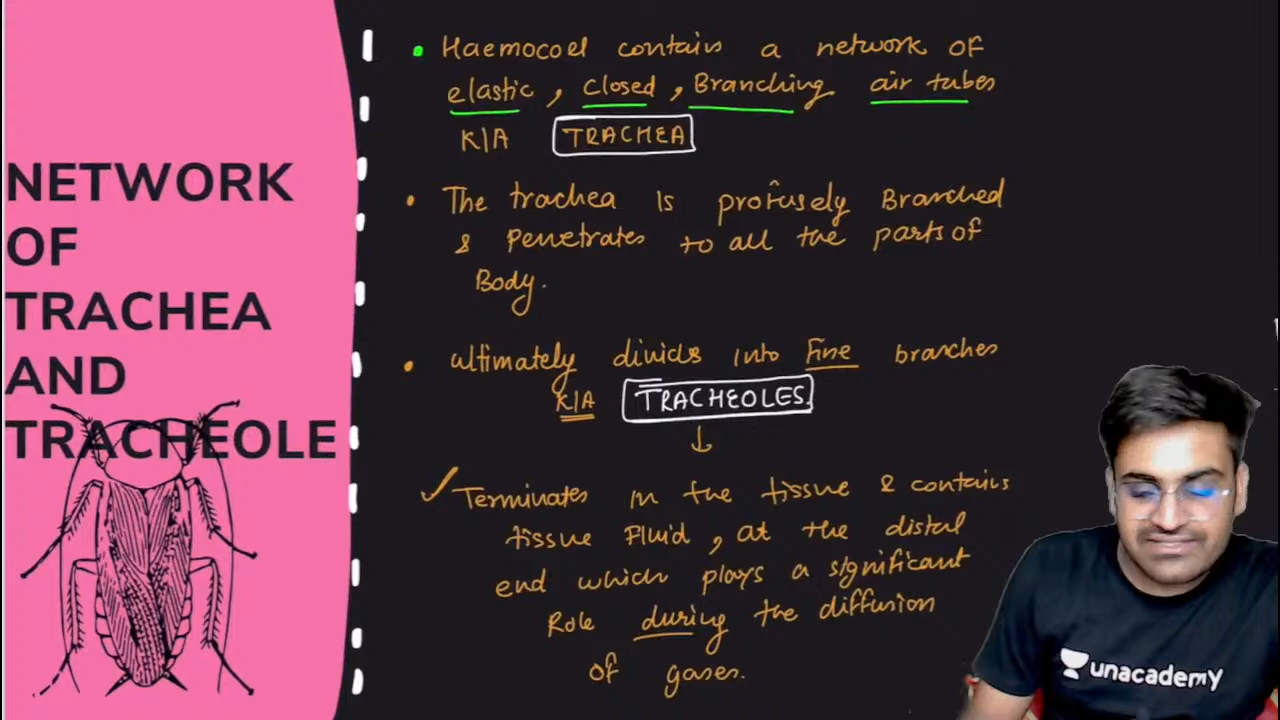 NETWORK
OF
TRACHEA
AND
TRACHEOLE
• Haemocoel contains a network of
elastic, Closed, Branching air tubes
K/A TRACHEA
• The trachea is profusely Branched
& Penetrates to all the parts of
Body.
• ultimately divides into Fine branches
K/A TRACHEOLES
↓
✓ Terminates in the tissue & contains
tissue Fluid, at the distal
end which plays a significant
Role during the diffusion
of gases.
unacademy